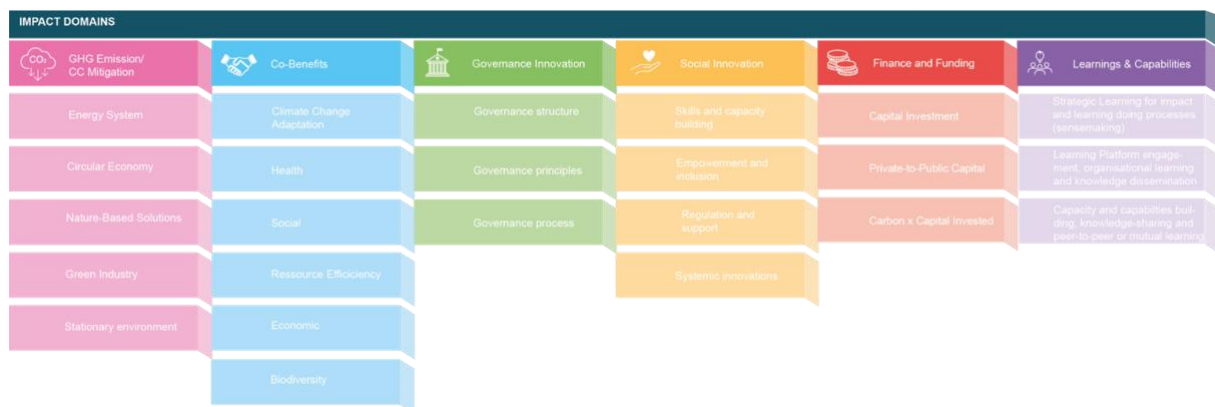 IMPACT DOMAINS
CO₂
GHG Emission/
CC Mitigation
Energy System
Circular Economy
Nature-Based Solutions
Green Industry
Stationary environment
Co-Benefits
Climate Change
Adaptation
Health
Social
Ressource Efficiciency
Economic
Biodiversity
Governance Innovation
Governance structure
Governance principles
Governance process
Social Innovation
Skills and capacity
building
Empowerment and
inclusion
Regulation and
support
Systemic innovations
Finance and Funding
Capital Investment
Private-to-Public Capital
Carbon x Capital Invested
Learnings & Capabilities
Strategic Learning for impact
and learning doing processes
(sensemaking)
Learning Platform engage-
ment, organisational learning
and knowledge dissemination
Capacity and capabilties buil-
ding; knowledge-sharing and
peer-to-peer or mutual learning